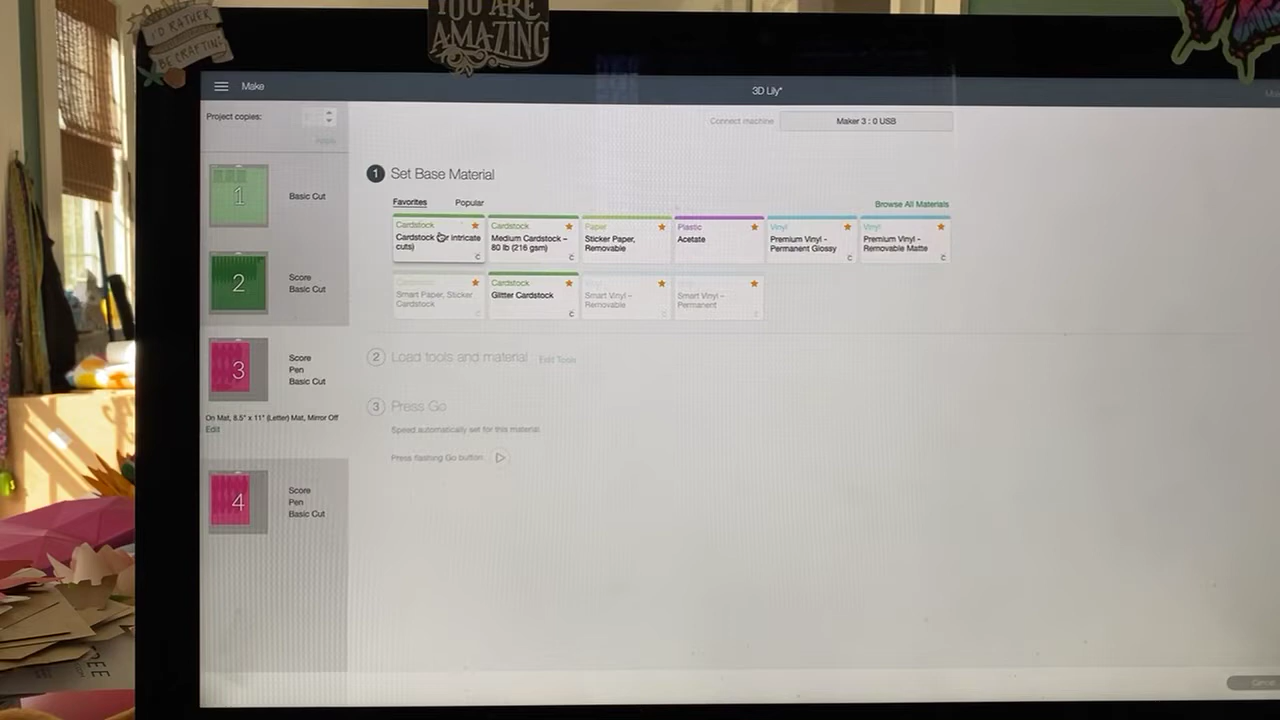 I'D RATHER
BE CRAFTING
YOU ARE
AMAZING
Make
3D Lily*
Project copies:
Apply
Connect machine
Maker 3 : 0 USB
1
Basic Cut
2
Score
Basic Cut
3
Score
Pen
Basic Cut
On Mat, 8.5" x 11" (Letter) Mat, Mirror Off
Edit
4
Score
Pen
Basic Cut
1 Set Base Material
Favorites Popular
Browse All Materials
Cardstock
Cardstock (for intricate
cuts)
C
Cardstock
Medium Cardstock –
80 lb (216 gsm)
C
Paper
Sticker Paper,
Removable
Plastic
Acetate
Vinyl
Premium Vinyl -
Permanent Glossy
C
Vinyl
Premium Vinyl -
Removable Matte
C
Smart Paper, Sticker
Cardstock
C
Cardstock
Glitter Cardstock
C
Smart Vinyl –
Removable
C
Smart Vinyl –
Permanent
C
2 Load tools and material Edit Tools
3 Press Go
Speed automatically set for this material.
Press flashing Go button:
Cancel